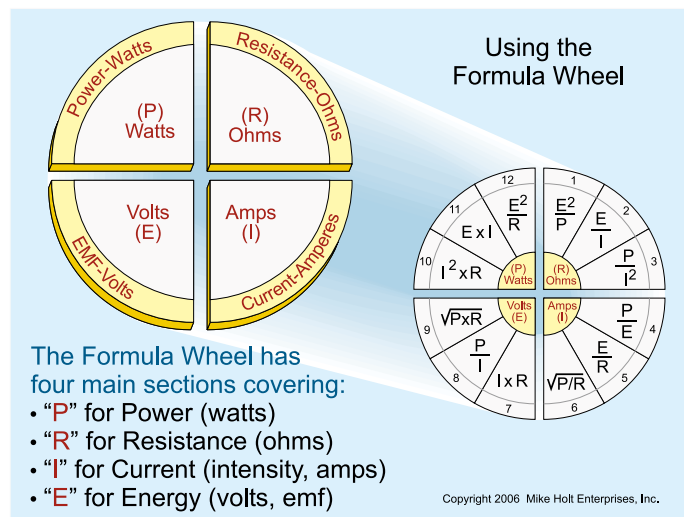 Using the
Formula Wheel
Power-Watts
(P)
Watts
Resistance-Ohms
(R)
Ohms
EMF-Volts
Volts
(E)
Current-Amperes
Amps
(I)
12
E²/R
1
E²/P
11
E x I
2
E/I
10
I² x R
3
P/I²
(P)
Watts
(R)
Ohms
Volts
(E)
Amps
(I)
9
√PxR
4
P/E
8
P/I
5
E/R
7
I x R
6
√P/R
The Formula Wheel has
four main sections covering:
• “P” for Power (watts)
• “R” for Resistance (ohms)
• “I” for Current (intensity, amps)
• “E” for Energy (volts, emf)
Copyright 2006 Mike Holt Enterprises, Inc.